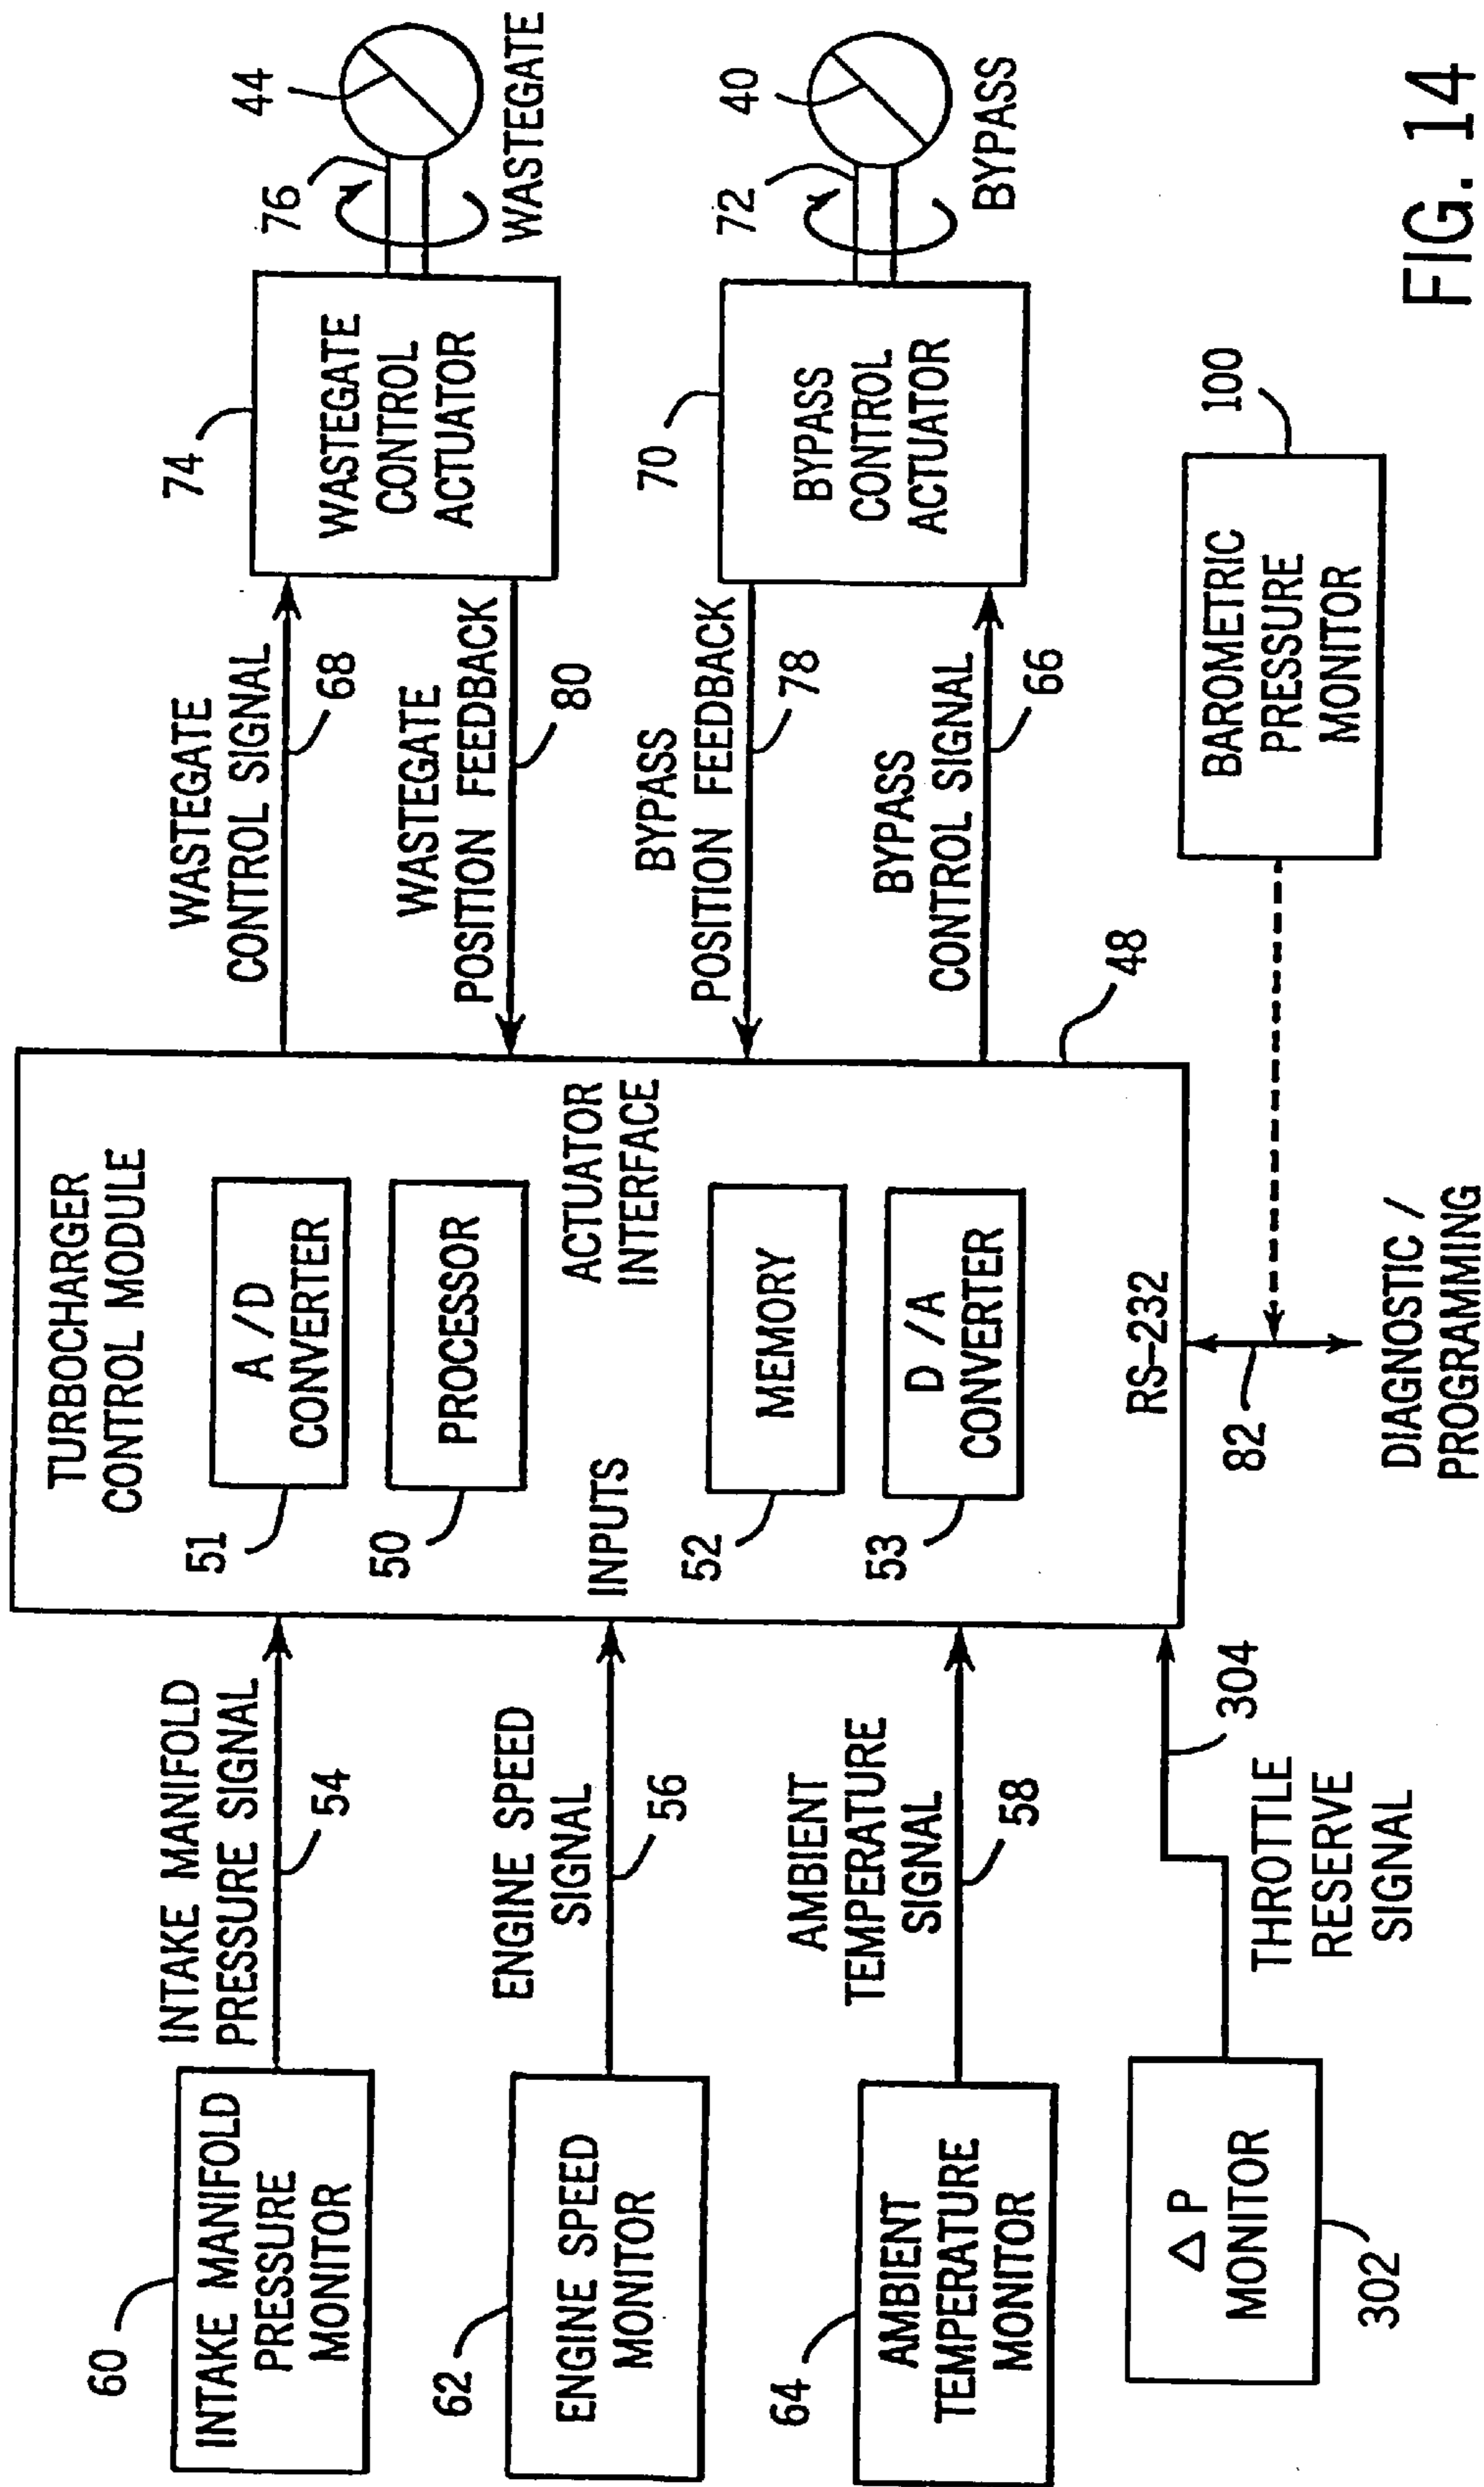 60
INTAKE MANIFOLD
PRESSURE
MONITOR
INTAKE MANIFOLD
PRESSURE SIGNAL
54
62
ENGINE SPEED
MONITOR
ENGINE SPEED
SIGNAL
56
64
AMBIENT
TEMPERATURE
MONITOR
AMBIENT
TEMPERATURE
SIGNAL
58
Δ P
MONITOR
302
304
THROTTLE
RESERVE
SIGNAL
TURBOCHARGER
CONTROL MODULE
51
A/D
CONVERTER
50
PROCESSOR
INPUTS
ACTUATOR
INTERFACE
52
MEMORY
53
D/A
CONVERTER
RS-232
48
82
DIAGNOSTIC /
PROGRAMING
WASTEGATE
CONTROL SIGNAL
68
WASTEGATE
POSITION FEEDBACK
80
BYPASS
POSITION FEEDBACK
78
BYPASS
CONTROL SIGNAL
66
74
WASTEGATE
CONTROL
ACTUATOR
76
44
WASTEGATE
70
BYPASS
CONTROL
ACTUATOR
72
40
BYPASS
100
BAROMETRIC
PRESSURE
MONITOR
FIG. 14